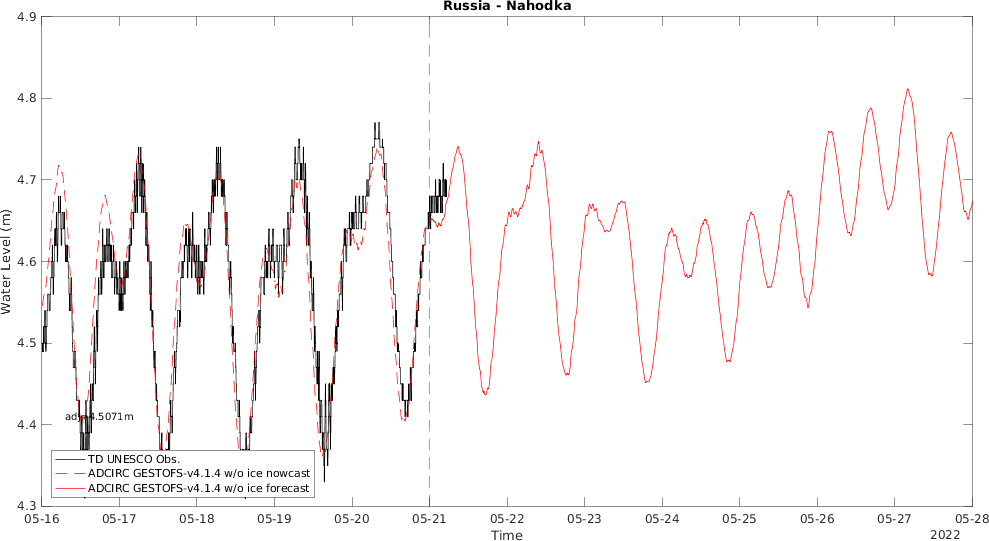 Russia - Nahodka
4.9
4.8
4.7
4.6
4.5
4.4
4.3
Water Level (m)
4.5071m
TD UNESCO Obs.
ADCIRC GESTOFS-v4.1.4 w/o ice nowcast
ADCIRC GESTOFS-v4.1.4 w/o ice forecast
05-16 05-17 05-18 05-19 05-20 05-21 05-22 05-23 05-24 05-25 05-26 05-27 05-28
Time
2022